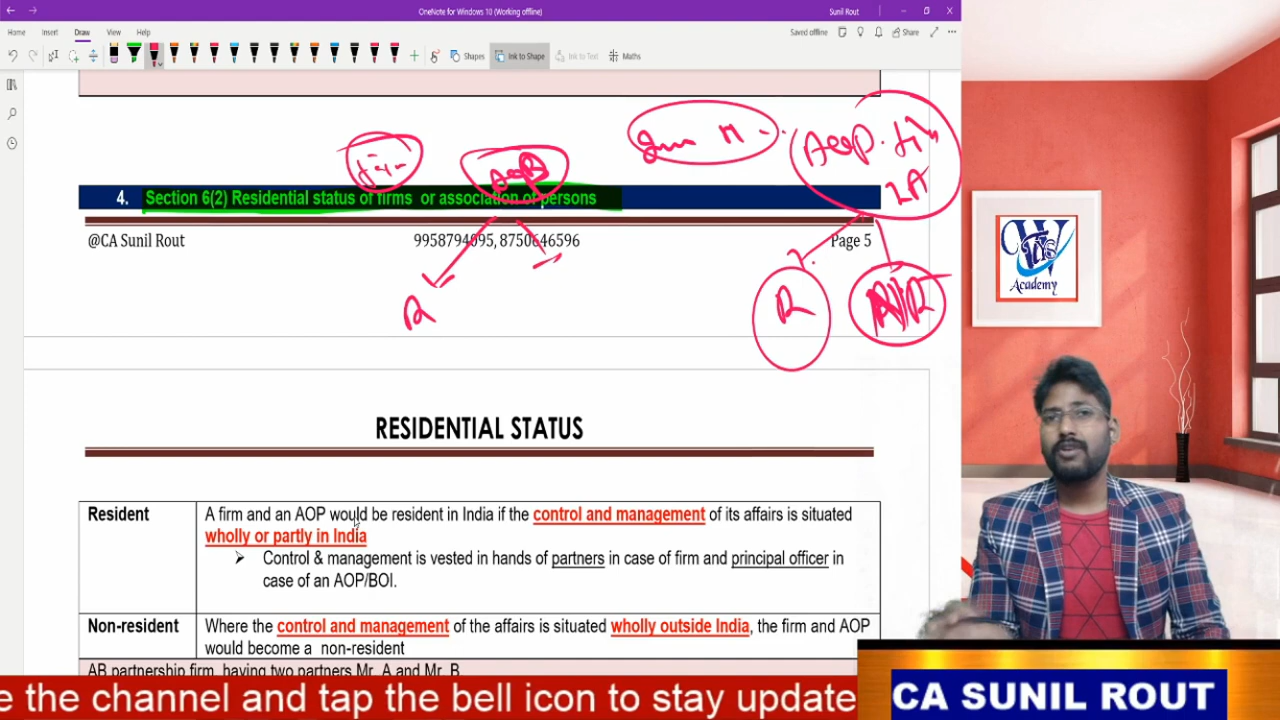 OneNote for Windows 10 (Working offline)
Sunil Rout
Home Insert Draw View Help
Saved offline
Share
Shapes
Ink to Shape
Ink to Text
Maths
4. Section 6(2) Residential status of firms or association of persons
@CA Sunil Rout 9958794095, 8750646596 Page 5
R
R
RESIDENTIAL STATUS
Resident
A firm and an AOP would be resident in India if the control and management of its affairs is situated
wholly or partly in India
➤ Control & management is vested in hands of partners in case of firm and principal officer in
case of an AOP/BOI.
Non-resident
Where the control and management of the affairs is situated wholly outside India, the firm and AOP
would become a non-resident
AB partnership firm, having two partners Mr. A and Mr. B
Academy
e the channel and tap the bell icon to stay update
CA SUNIL ROUT